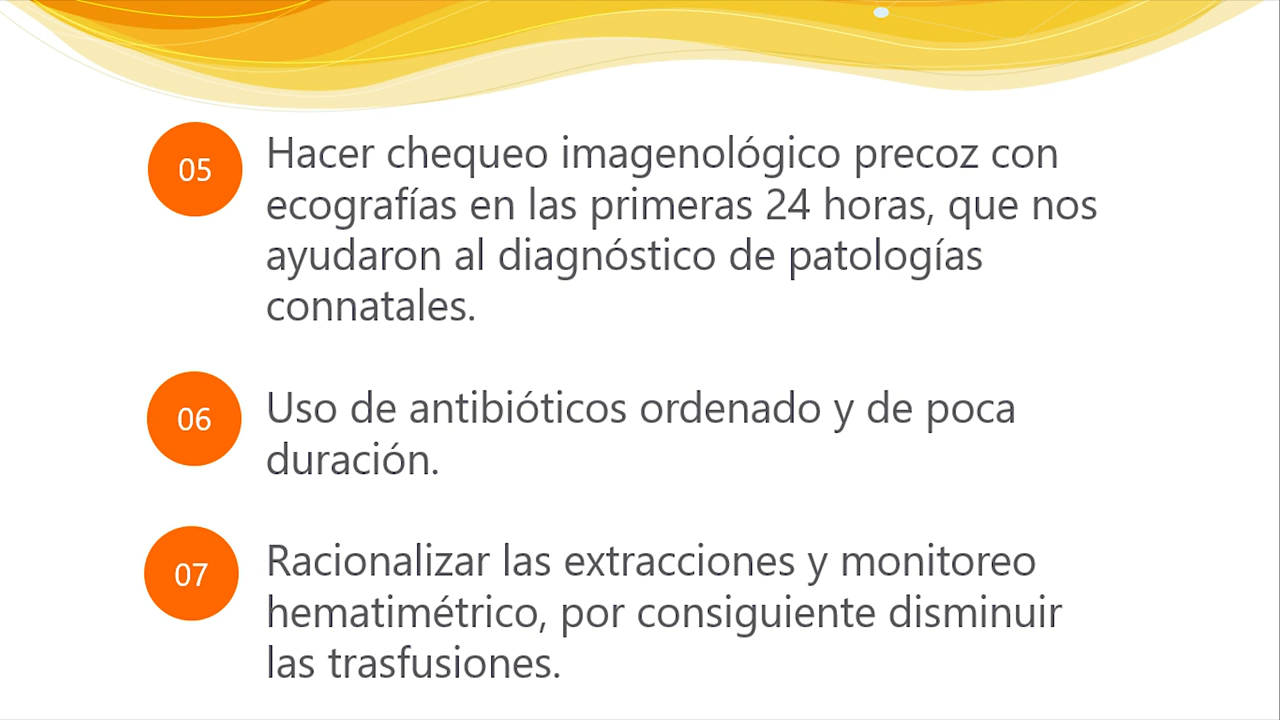 05
Hacer chequeo imagenológico precoz con
ecografías en las primeras 24 horas, que nos
ayudaron al diagnóstico de patologías
connatales.
06
Uso de antibióticos ordenado y de poca
duración.
07
Racionalizar las extracciones y monitoreo
hematimétrico, por consiguiente disminuir
las trasfusiones.